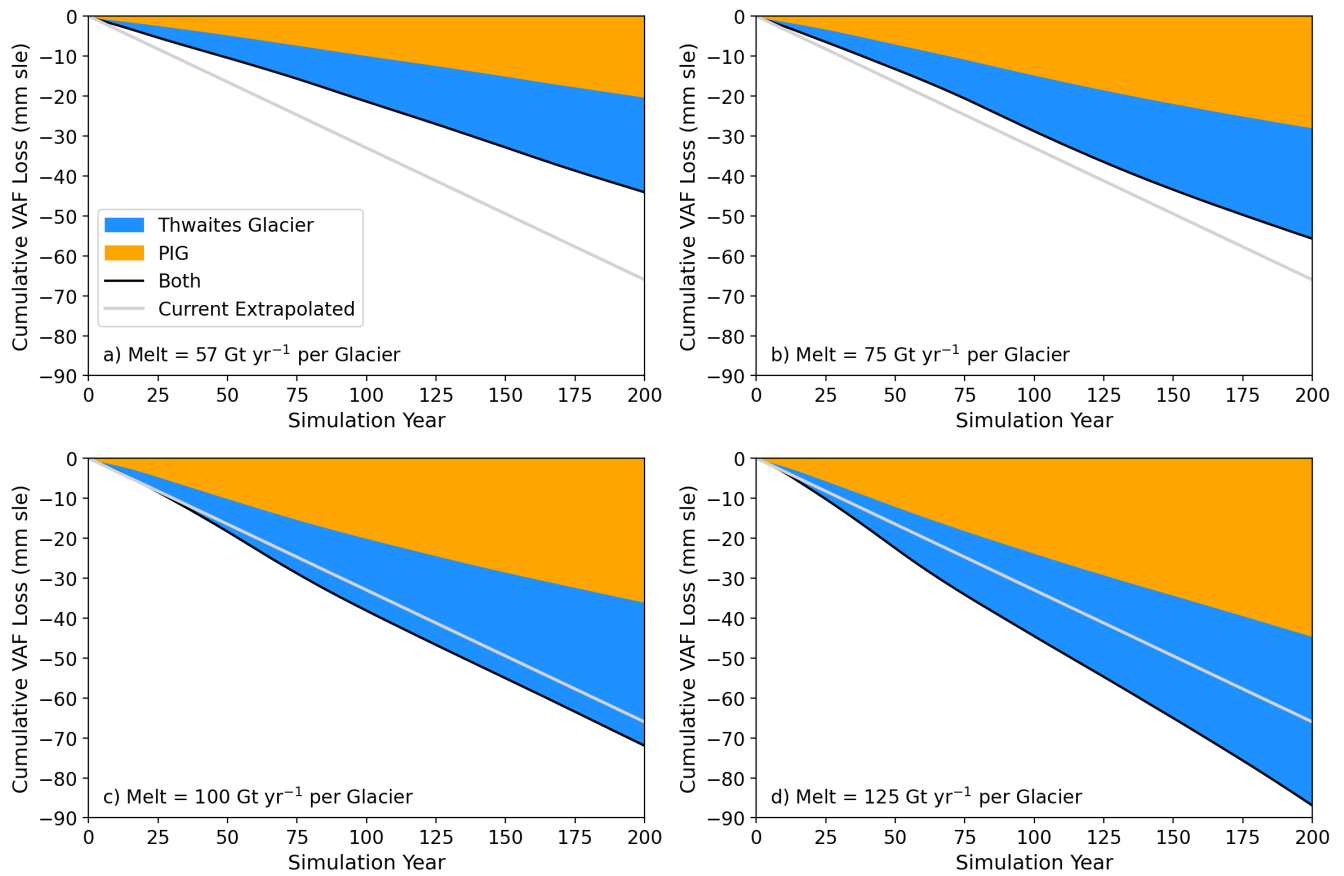 Cumulative VAF Loss (mm sle)
0
−10
−20
−30
−40
−50
−60
−70
−80
−90
Thwaites Glacier
PIG
Both
Current Extrapolated
a) Melt = 57 Gt yr⁻¹ per Glacier
0 25 50 75 100 125 150 175 200
Simulation Year
Cumulative VAF Loss (mm sle)
0
−10
−20
−30
−40
−50
−60
−70
−80
−90
b) Melt = 75 Gt yr⁻¹ per Glacier
0 25 50 75 100 125 150 175 200
Simulation Year
Cumulative VAF Loss (mm sle)
0
−10
−20
−30
−40
−50
−60
−70
−80
−90
c) Melt = 100 Gt yr⁻¹ per Glacier
0 25 50 75 100 125 150 175 200
Simulation Year
Cumulative VAF Loss (mm sle)
0
−10
−20
−30
−40
−50
−60
−70
−80
−90
d) Melt = 125 Gt yr⁻¹ per Glacier
0 25 50 75 100 125 150 175 200
Simulation Year